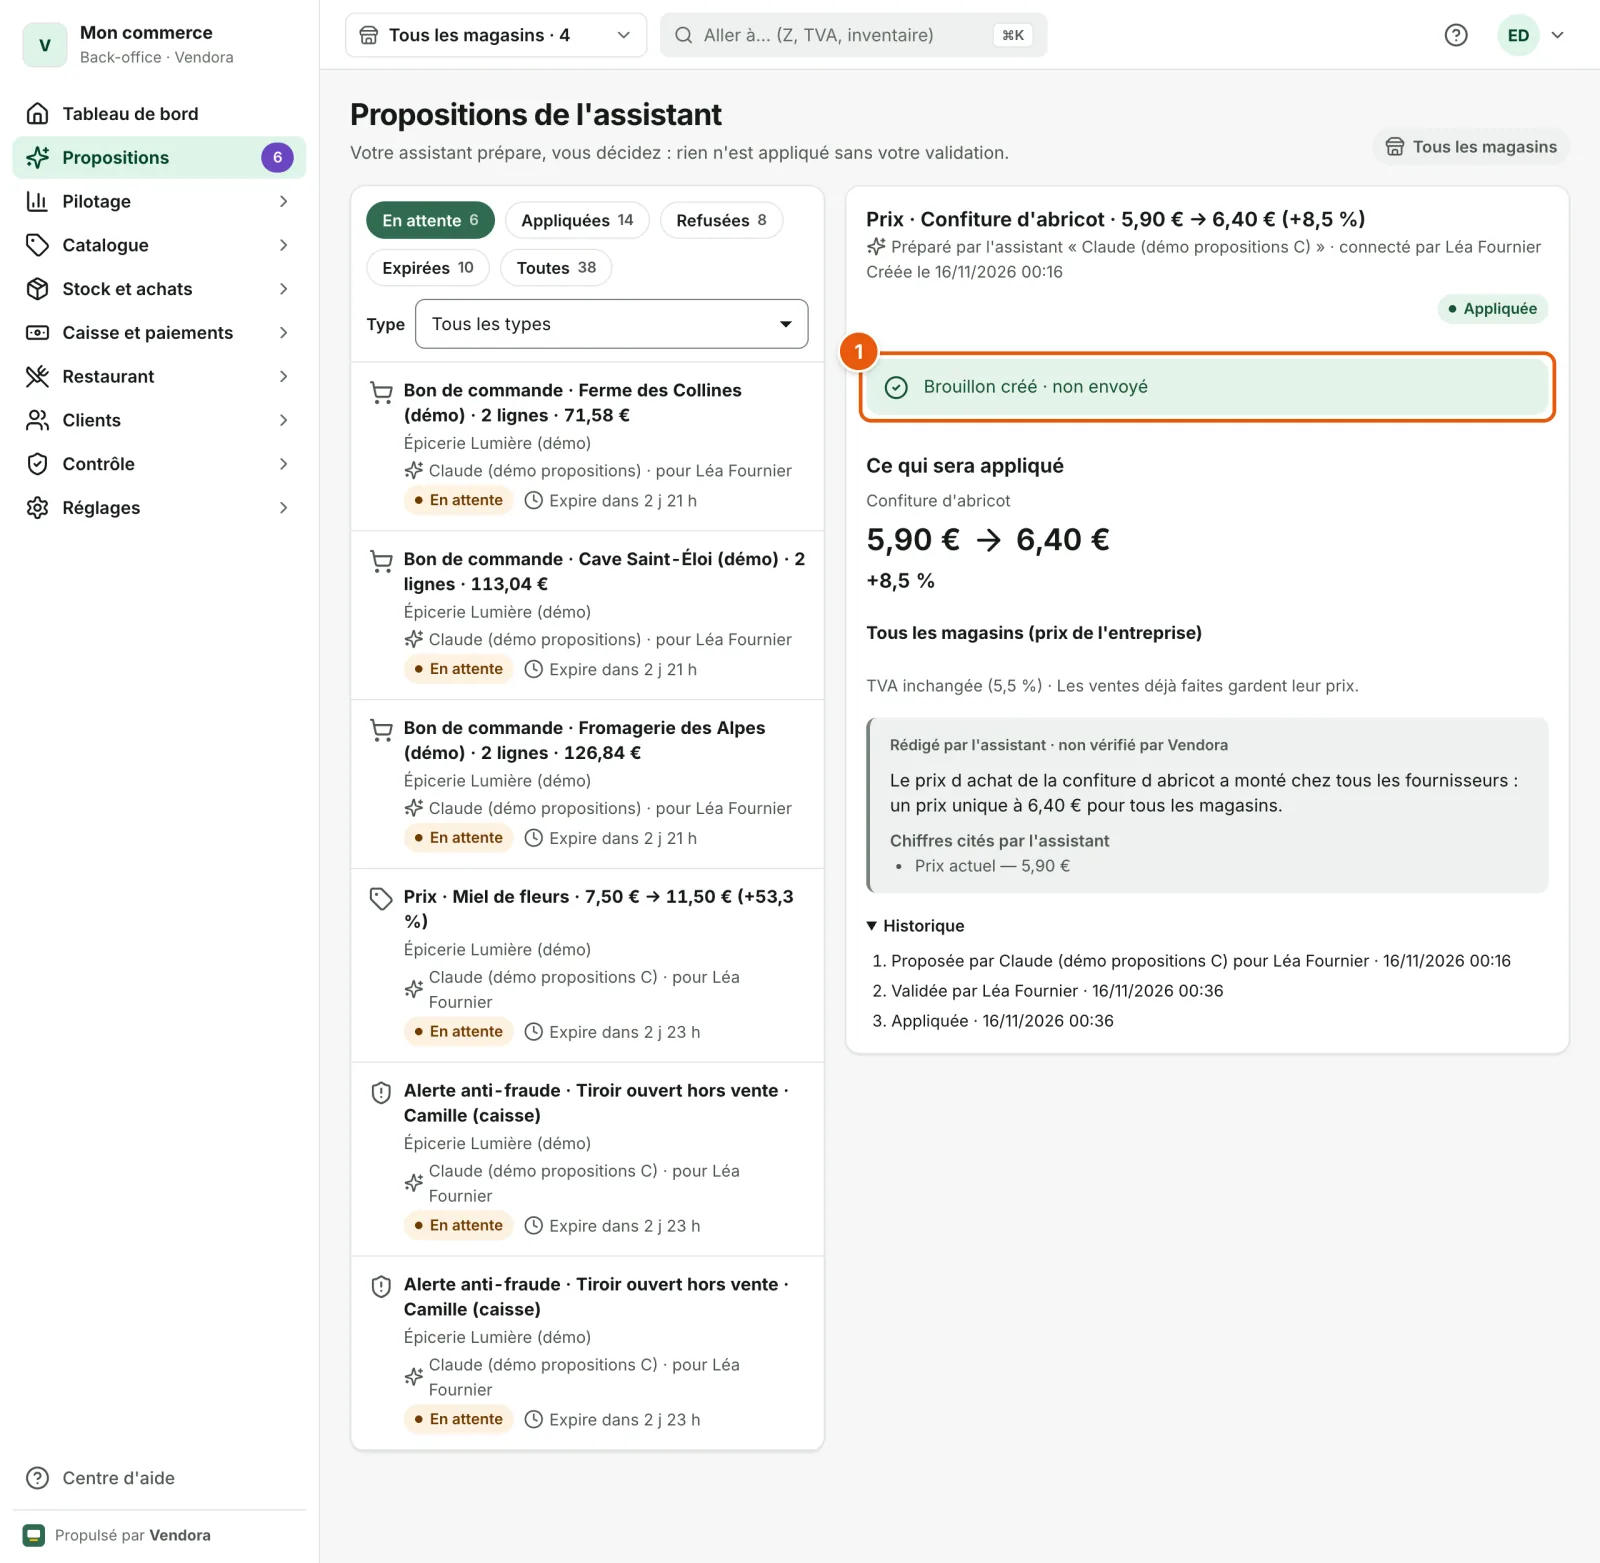 V
Mon commerce
Back-office · Vendora
Tous les magasins · 4
Aller à... (Z, TVA, inventaire)
⌘K
ED
Tableau de bord
Propositions
6
Pilotage
Catalogue
Stock et achats
Caisse et paiements
Restaurant
Clients
Contrôle
Réglages
Centre d'aide
Propulsé par Vendora
Propositions de l'assistant
Votre assistant prépare, vous décidez : rien n'est appliqué sans votre validation.
Tous les magasins
En attente 6
Appliquées 14
Refusées 8
Expirées 10
Toutes 38
Type
Tous les types
Bon de commande · Ferme des Collines
(démo) · 2 lignes · 71,58 €
Épicerie Lumière (démo)
Claude (démo propositions) · pour Léa Fournier
En attente
Expire dans 2 j 21 h
Bon de commande · Cave Saint-Éloi (démo) · 2
lignes · 113,04 €
Épicerie Lumière (démo)
Claude (démo propositions) · pour Léa Fournier
En attente
Expire dans 2 j 21 h
Bon de commande · Fromagerie des Alpes
(démo) · 2 lignes · 126,84 €
Épicerie Lumière (démo)
Claude (démo propositions) · pour Léa Fournier
En attente
Expire dans 2 j 21 h
Prix · Miel de fleurs · 7,50 € → 11,50 € (+53,3
%)
Épicerie Lumière (démo)
Claude (démo propositions C) · pour Léa
Fournier
En attente
Expire dans 2 j 23 h
Alerte anti-fraude · Tiroir ouvert hors vente ·
Camille (caisse)
Épicerie Lumière (démo)
Claude (démo propositions C) · pour Léa
Fournier
En attente
Expire dans 2 j 23 h
Alerte anti-fraude · Tiroir ouvert hors vente ·
Camille (caisse)
Épicerie Lumière (démo)
Claude (démo propositions C) · pour Léa
Fournier
En attente
Expire dans 2 j 23 h
Prix · Confiture d'abricot · 5,90 € → 6,40 € (+8,5 %)
Préparé par l'assistant « Claude (démo propositions C) » · connecté par Léa Fournier
Créée le 16/11/2026 00:16
Appliquée
1
Brouillon créé · non envoyé
Ce qui sera appliqué
Confiture d'abricot
5,90 € → 6,40 €
+8,5 %
Tous les magasins (prix de l'entreprise)
TVA inchangée (5,5 %) · Les ventes déjà faites gardent leur prix.
Rédigé par l'assistant · non vérifié par Vendora
Le prix d achat de la confiture d abricot a monté chez tous les fournisseurs :
un prix unique à 6,40 € pour tous les magasins.
Chiffres cités par l'assistant
• Prix actuel — 5,90 €
▼ Historique
1. Proposée par Claude (démo propositions C) pour Léa Fournier · 16/11/2026 00:16
2. Validée par Léa Fournier · 16/11/2026 00:36
3. Appliquée · 16/11/2026 00:36